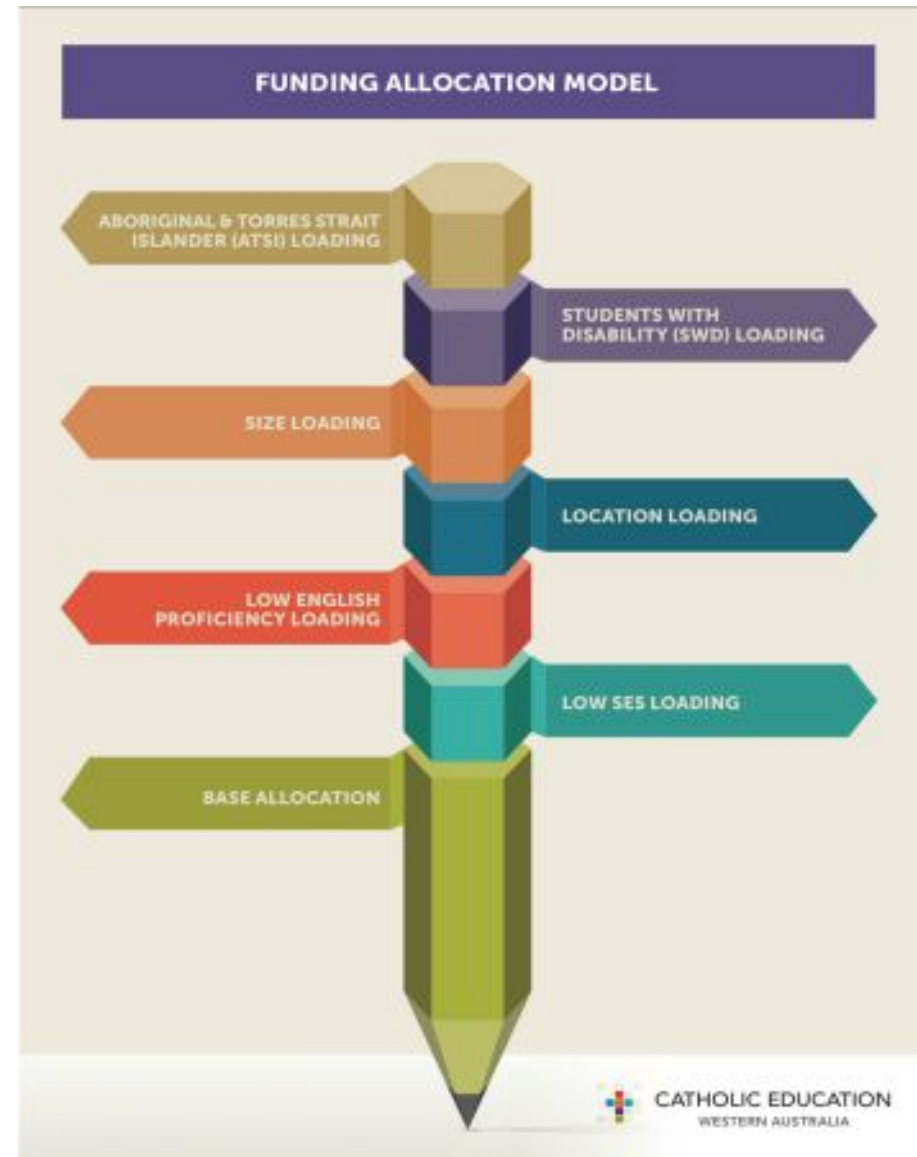 FUNDING ALLOCATION MODEL
ABORIGINAL & TORRES STRAIT
ISLANDER (ATSI) LOADING
STUDENTS WITH
DISABILITY (SWD) LOADING
SIZE LOADING
LOCATION LOADING
LOW ENGLISH
PROFICIENCY LOADING
LOW SES LOADING
BASE ALLOCATION
CATHOLIC EDUCATION
WESTERN AUSTRALIA